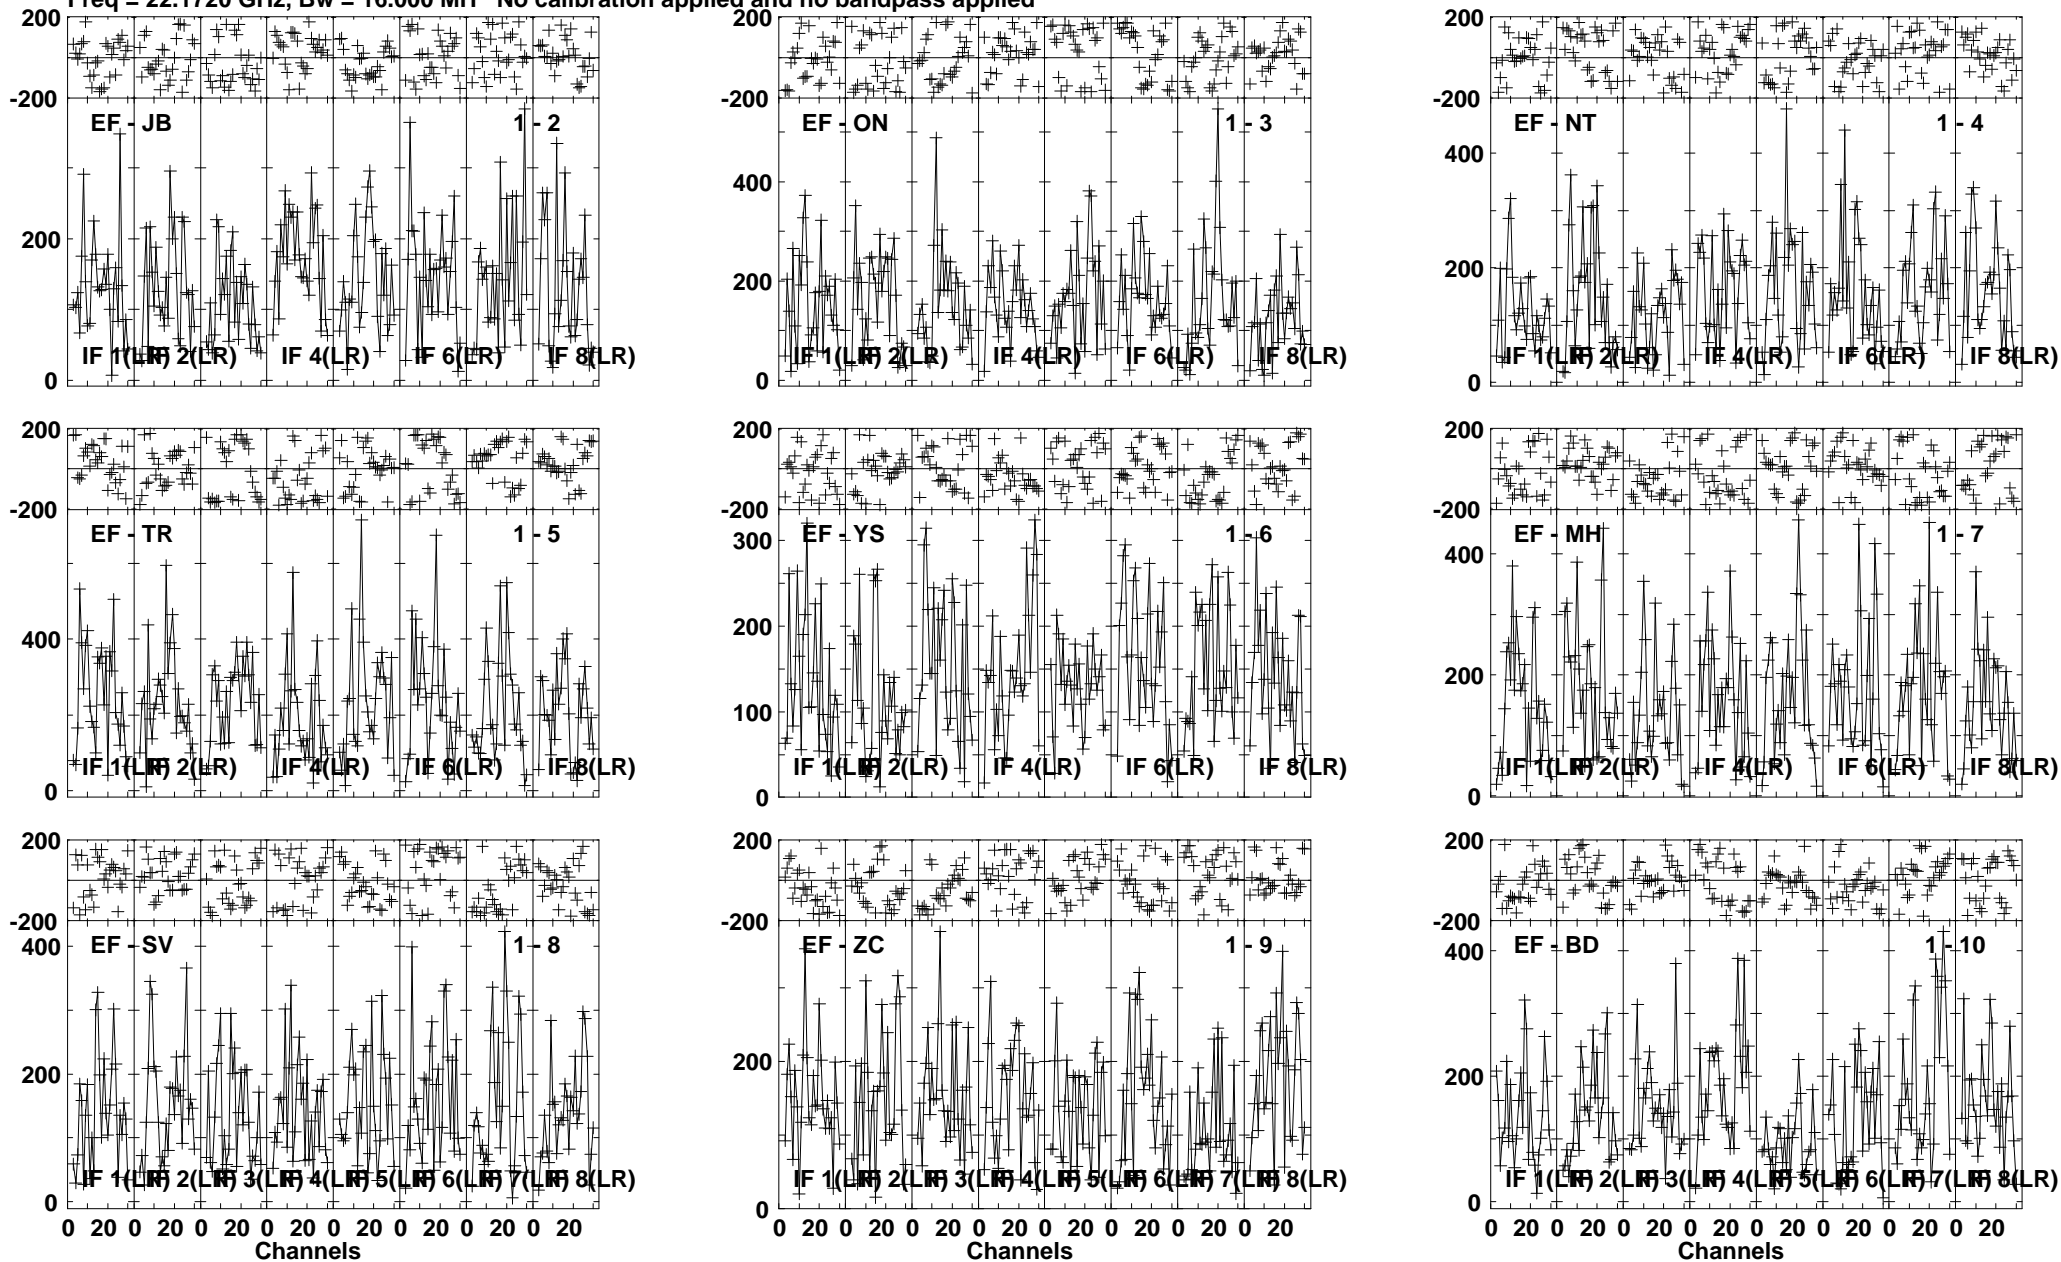 Freq = 22.1720 GHz, Bw = 16.000 MH No calibration applied and no bandpass applied
200
-200
EF - JB 1 - 2
200
0
IF 1(LR) IF 2(LR) IF 4(LR) IF 6(LR) IF 8(LR)
200
-200
EF - ON 1 - 3
400
200
0
IF 1(LR) IF 2(LR) IF 4(LR) IF 6(LR) IF 8(LR)
200
-200
EF - NT 1 - 4
400
200
0
IF 1(LR) IF 2(LR) IF 4(LR) IF 6(LR) IF 8(LR)
200
-200
EF - TR 1 - 5
400
0
IF 1(LR) IF 2(LR) IF 4(LR) IF 6(LR) IF 8(LR)
200
-200
EF - YS 1 - 6
300
200
100
0
IF 1(LR) IF 2(LR) IF 4(LR) IF 6(LR) IF 8(LR)
200
-200
EF - MH 1 - 7
400
200
0
IF 1(LR) IF 2(LR) IF 4(LR) IF 6(LR) IF 8(LR)
200
-200
EF - SV 1 - 8
400
200
0
IF 1(LR) IF 2(LR) IF 3(LR) IF 4(LR) IF 5(LR) IF 6(LR) IF 7(LR) IF 8(LR)
0 20 0 20 0 20 0 20 0 20 0 20 0 20 0 20
Channels
200
-200
EF - ZC 1 - 9
200
0
IF 1(LR) IF 2(LR) IF 3(LR) IF 4(LR) IF 5(LR) IF 6(LR) IF 7(LR) IF 8(LR)
0 20 0 20 0 20 0 20 0 20 0 20 0 20 0 20
Channels
200
-200
EF - BD 1 - 10
400
200
0
IF 1(LR) IF 2(LR) IF 3(LR) IF 4(LR) IF 5(LR) IF 6(LR) IF 7(LR) IF 8(LR)
0 20 0 20 0 20 0 20 0 20 0 20 0 20 0 20
Channels